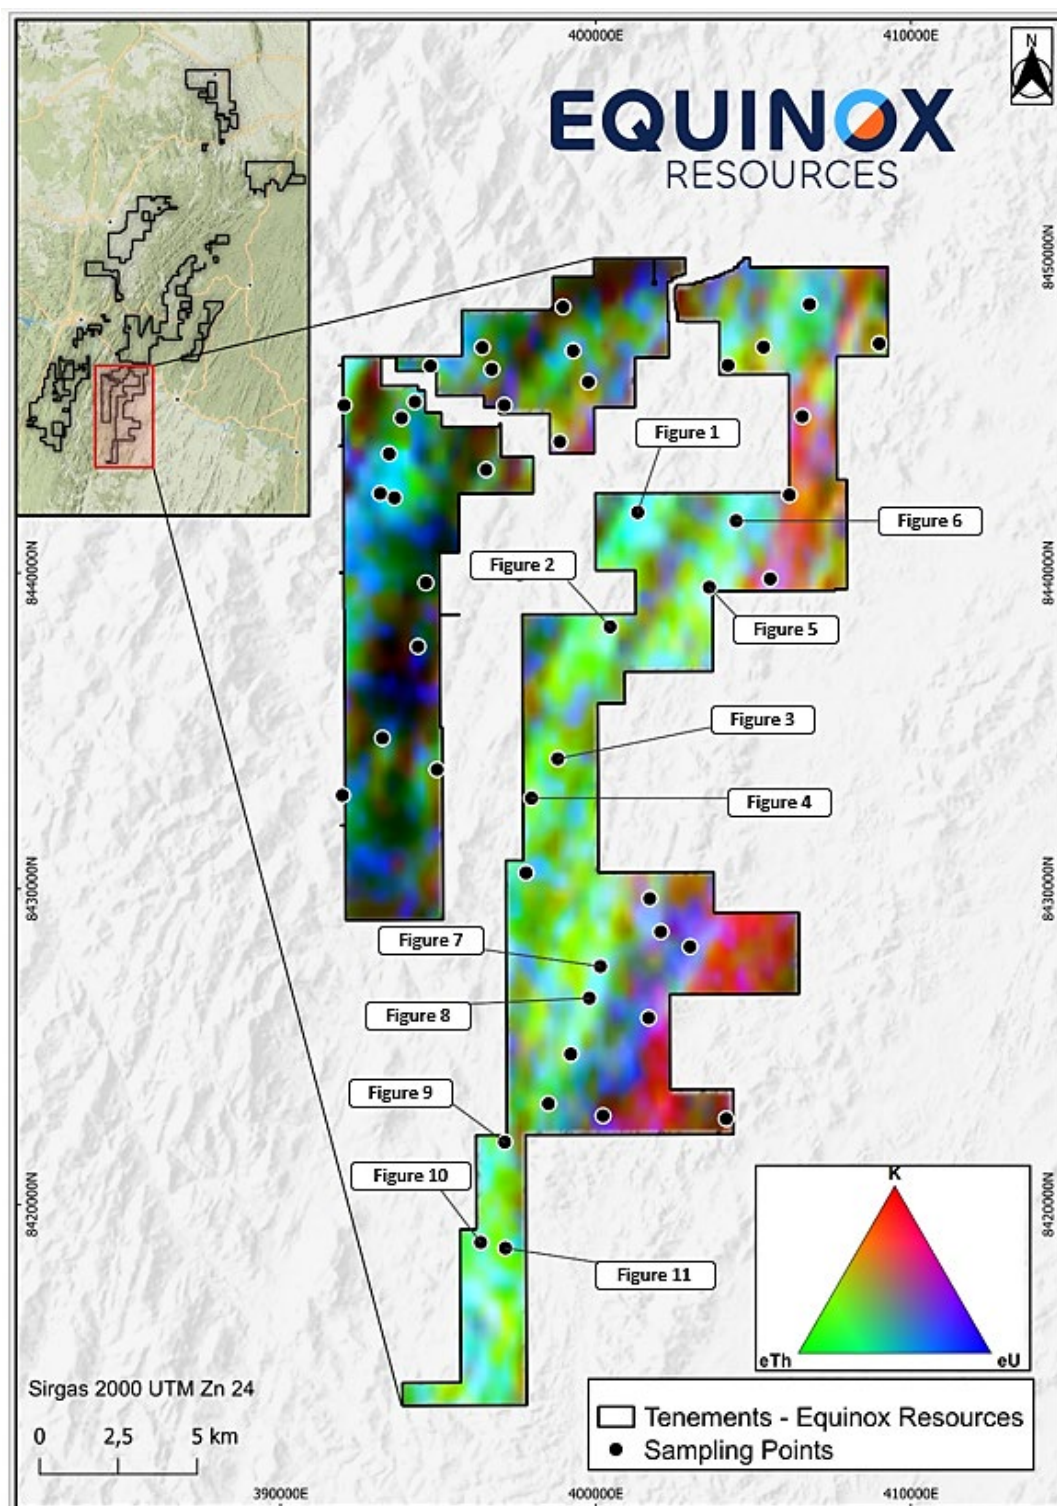 400000E
410000E
N
EQUINOX
RESOURCES
8450000N
Figure 1
Figure 6
Figure 2
8440000N
8440000N
Figure 5
Figure 3
Figure 4
8430000N
8430000N
Figure 7
Figure 8
Figure 9
Figure 10
8420000N
8420000N
Figure 11
K
eTh
eU
Sirgas 2000 UTM Zn 24
0 2,5 5 km
Tenements - Equinox Resources
Sampling Points
390000E
400000E
410000E